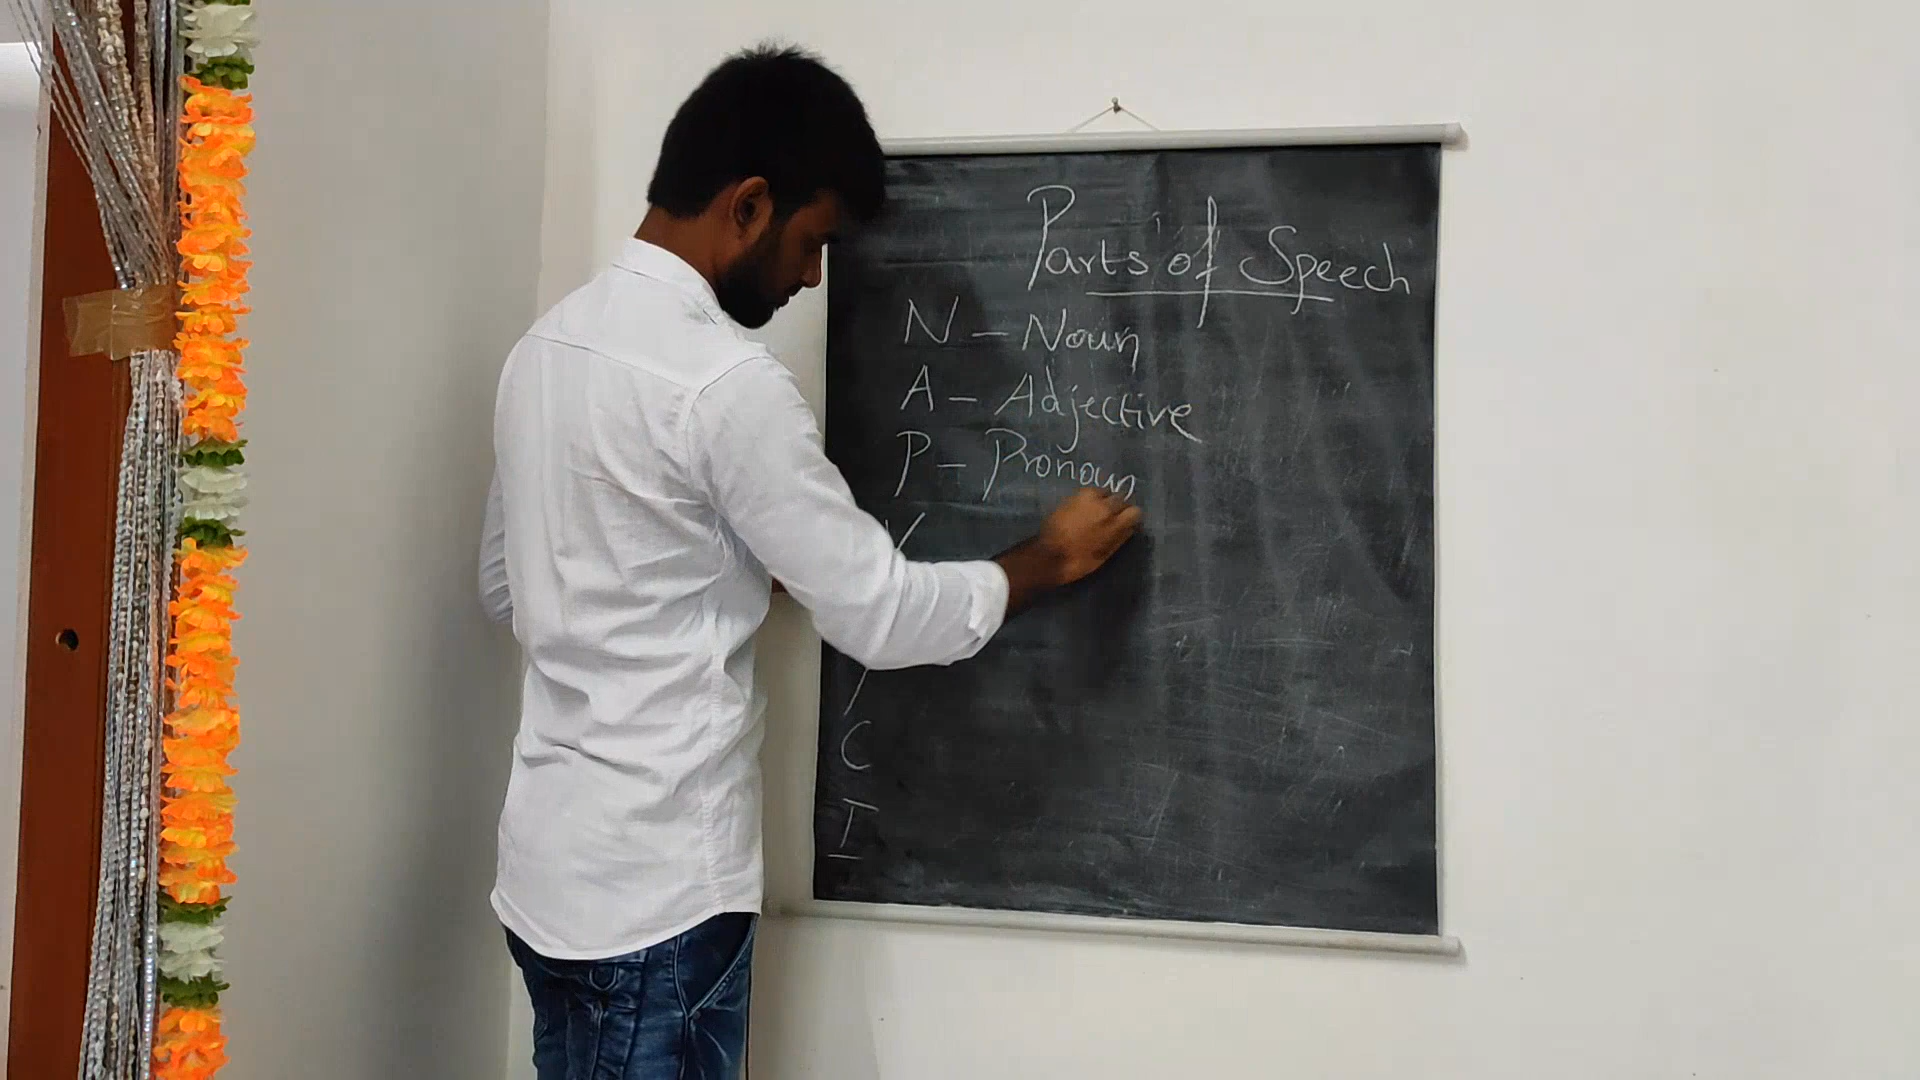 Parts of Speech
N - Noun
A - Adjective
P - Pronoun
V
C
I